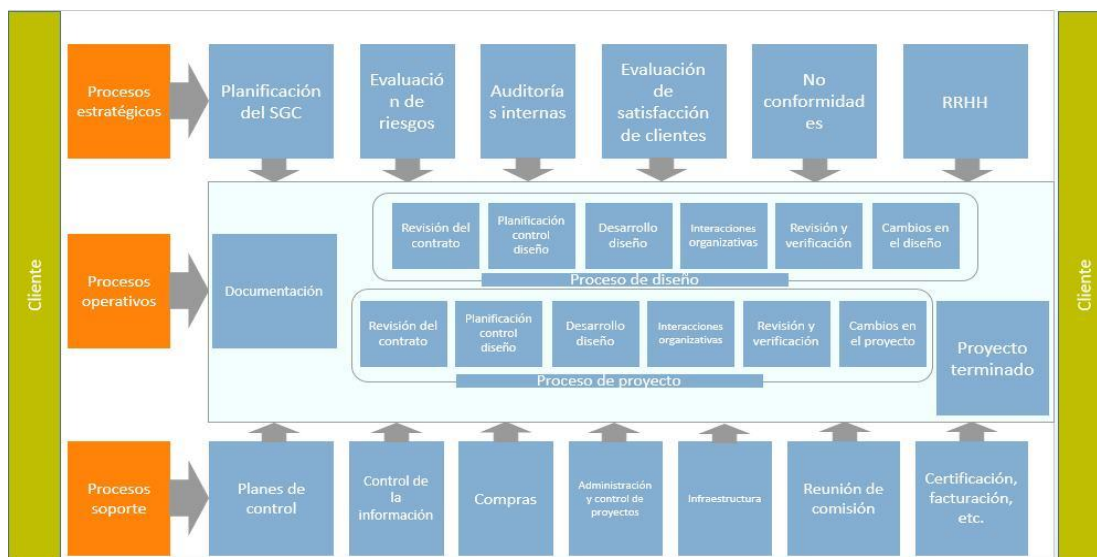 Cliente
Procesos
estratégicos
Planificación
del SGC
Evaluació
n de
riesgos
Auditoría
s internas
Evaluación
de
satisfacción
de clientes
No
conformidad
es
RRHH
Cliente
Procesos
operativos
Documentación
Revisión del
contrato
Planificación
control
diseño
Desarrollo
diseño
Interacciones
organizativas
Revisión y
verificación
Cambios en
el diseño
Proceso de diseño
Revisión del
contrato
Planificación
control
diseño
Desarrollo
diseño
Interacciones
organizativas
Revisión y
verificación
Cambios en
el proyecto
Proceso de proyecto
Proyecto
terminado
Procesos
soporte
Planes de
control
Control de
la
información
Compras
Administración
y control de
proyectos
Infraestructura
Reunión de
comisión
Certificación,
facturación,
etc.